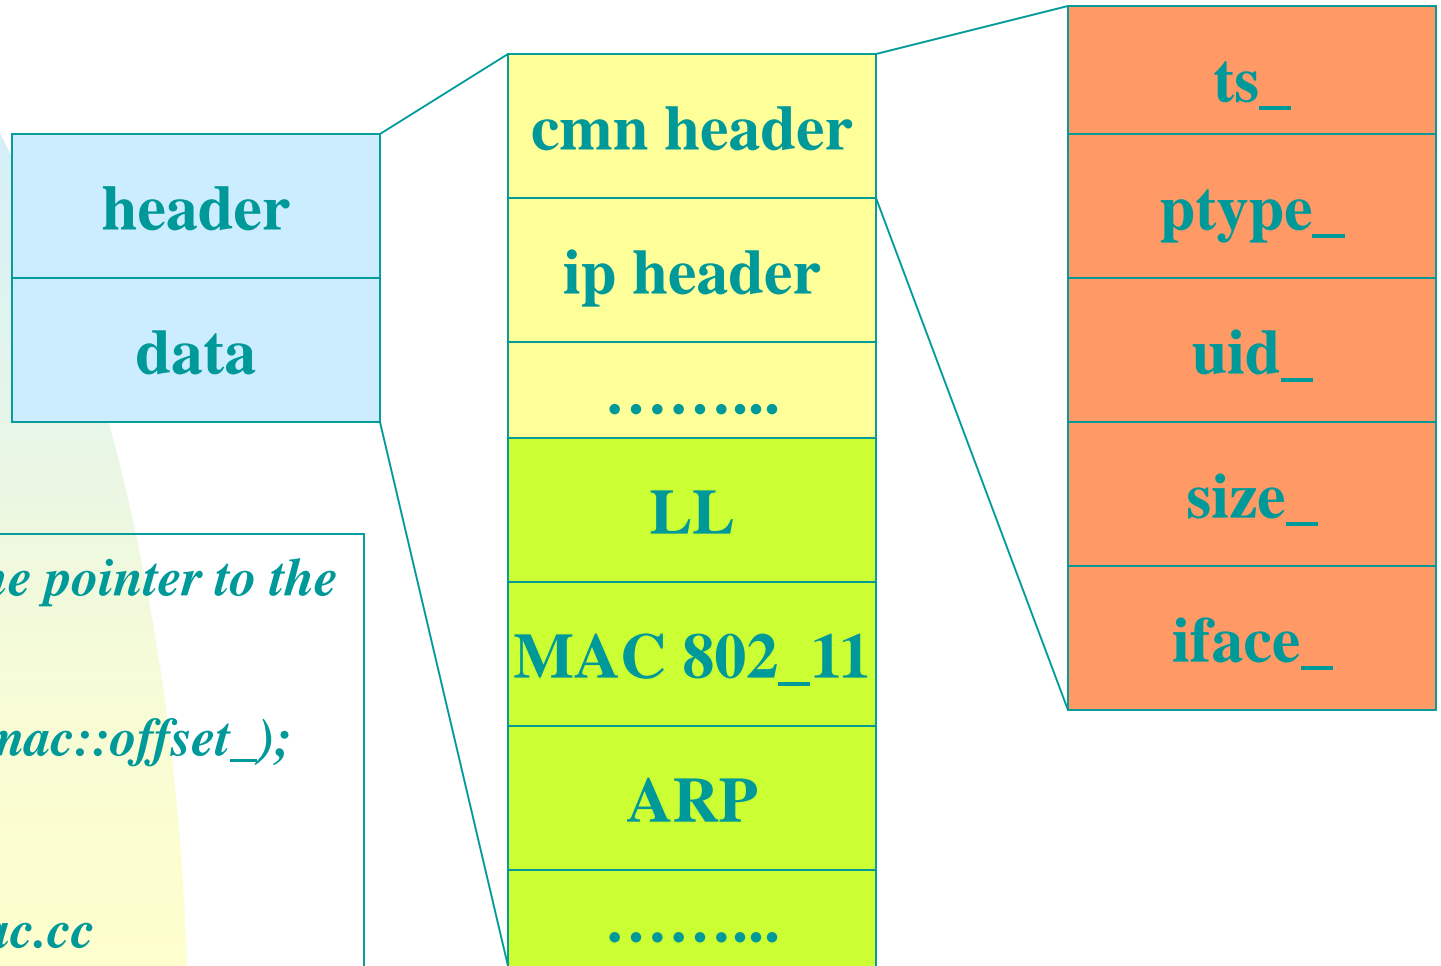 header
data
cmn header
ip header
………...
LL
MAC 802_11
ARP
………...
ts_
ptype_
uid_
size_
iface_
pointer to the
::offset_);
.cc